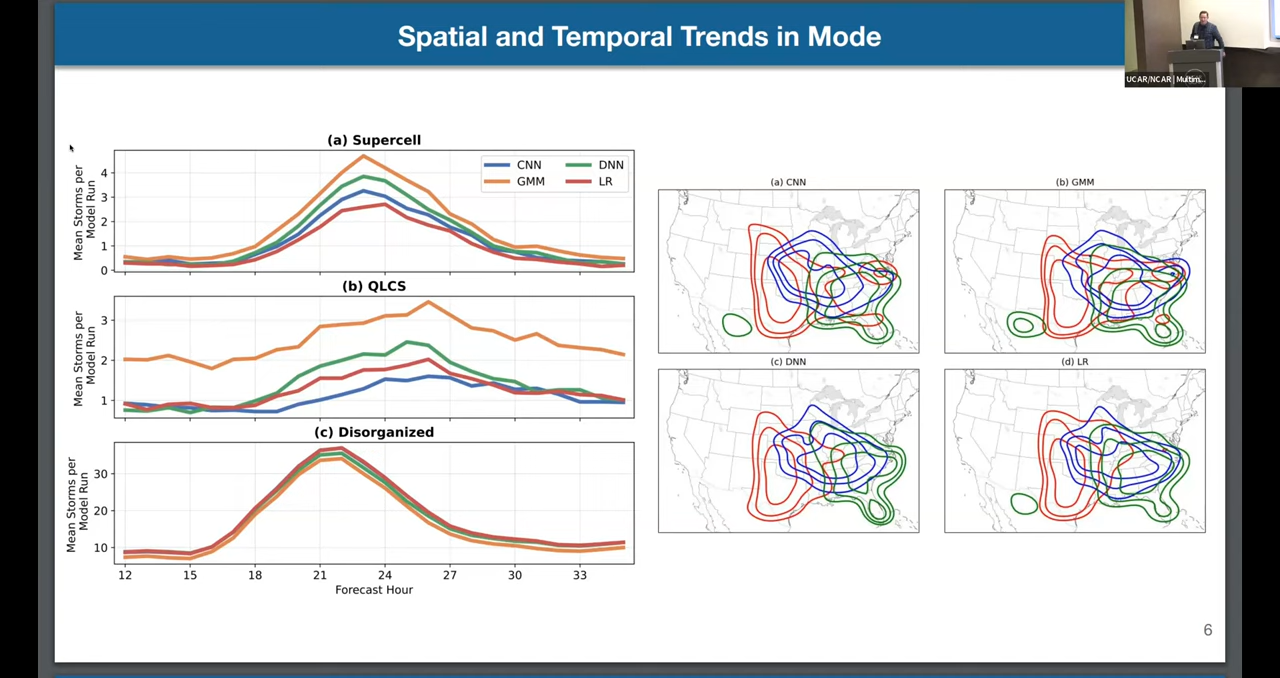 Spatial and Temporal Trends in Mode
UCAR/NCAR | Multim...
(a) Supercell
Mean Storms per
Model Run
4
3
2
1
0
CNN
DNN
GMM
LR
(b) QLCS
Mean Storms per
Model Run
3
2
1
(c) Disorganized
Mean Storms per
Model Run
30
20
10
12
15
18
21
24
27
30
33
Forecast Hour
(a) CNN
(b) GMM
(c) DNN
(d) LR
6